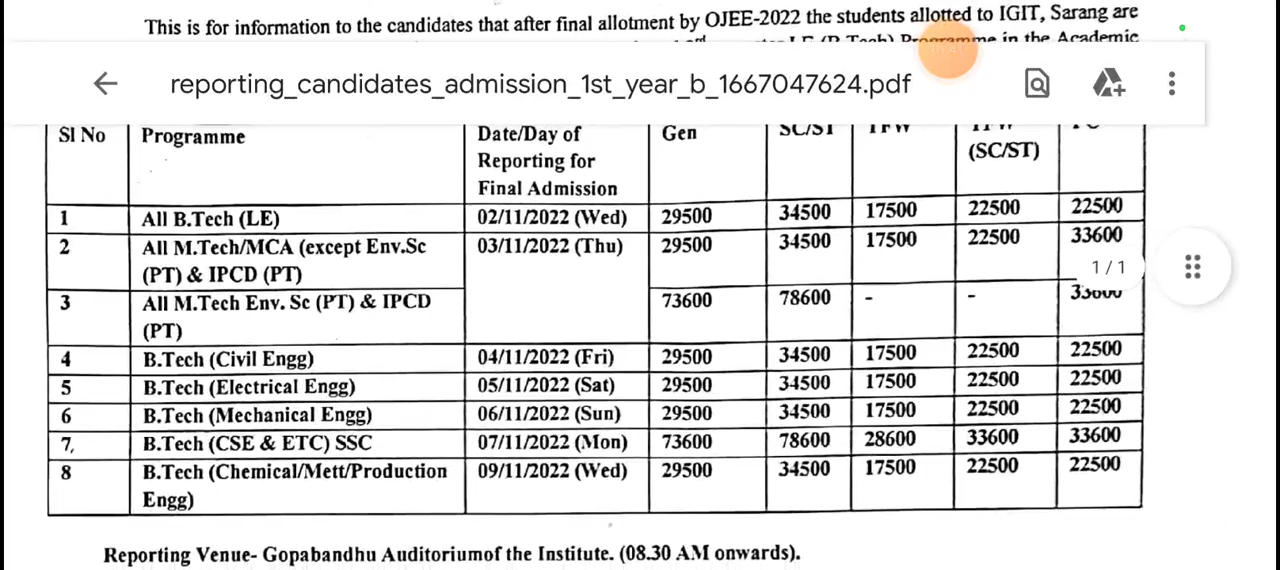 This is for information to the candidates that after final allotment by OJEE-2022 the students allotted to IGIT, Sarang are
Programme in the Academic
reporting_candidates_admission_1st_year_b_1667047624.pdf
Sl No Programme Date/Day of Reporting for Final Admission Gen SC/ST TFW (SC/ST)
1 All B.Tech (LE) 02/11/2022 (Wed) 29500 34500 17500 22500 22500
2 All M.Tech/MCA (except Env.Sc (PT) & IPCD (PT) 03/11/2022 (Thu) 29500 34500 17500 22500 33600
1 / 1
3 All M.Tech Env. Sc (PT) & IPCD (PT) 73600 78600 - -
4 B.Tech (Civil Engg) 04/11/2022 (Fri) 29500 34500 17500 22500 22500
5 B.Tech (Electrical Engg) 05/11/2022 (Sat) 29500 34500 17500 22500 22500
6 B.Tech (Mechanical Engg) 06/11/2022 (Sun) 29500 34500 17500 22500 22500
7, B.Tech (CSE & ETC) SSC 07/11/2022 (Mon) 73600 78600 28600 33600 33600
8 B.Tech (Chemical/Mett/Production Engg) 09/11/2022 (Wed) 29500 34500 17500 22500 22500
Reporting Venue- Gopabandhu Auditoriumof the Institute. (08.30 AM onwards).